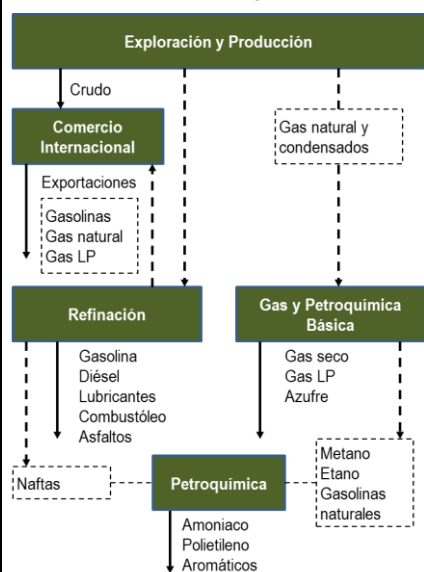 Exploración y Producción
Crudo
Comercio
Internacional
Gas natural y
condensados
Exportaciones
Gasolinas
Gas natural
Gas LP
Refinación
Gas y Petroquímica
Básica
Gasolina
Diésel
Lubricantes
Combustóleo
Asfaltos
Gas seco
Gas LP
Azufre
Naftas
Petroquímica
Metano
Etano
Gasolinas
naturales
Amoniaco
Polietileno
Aromáticos